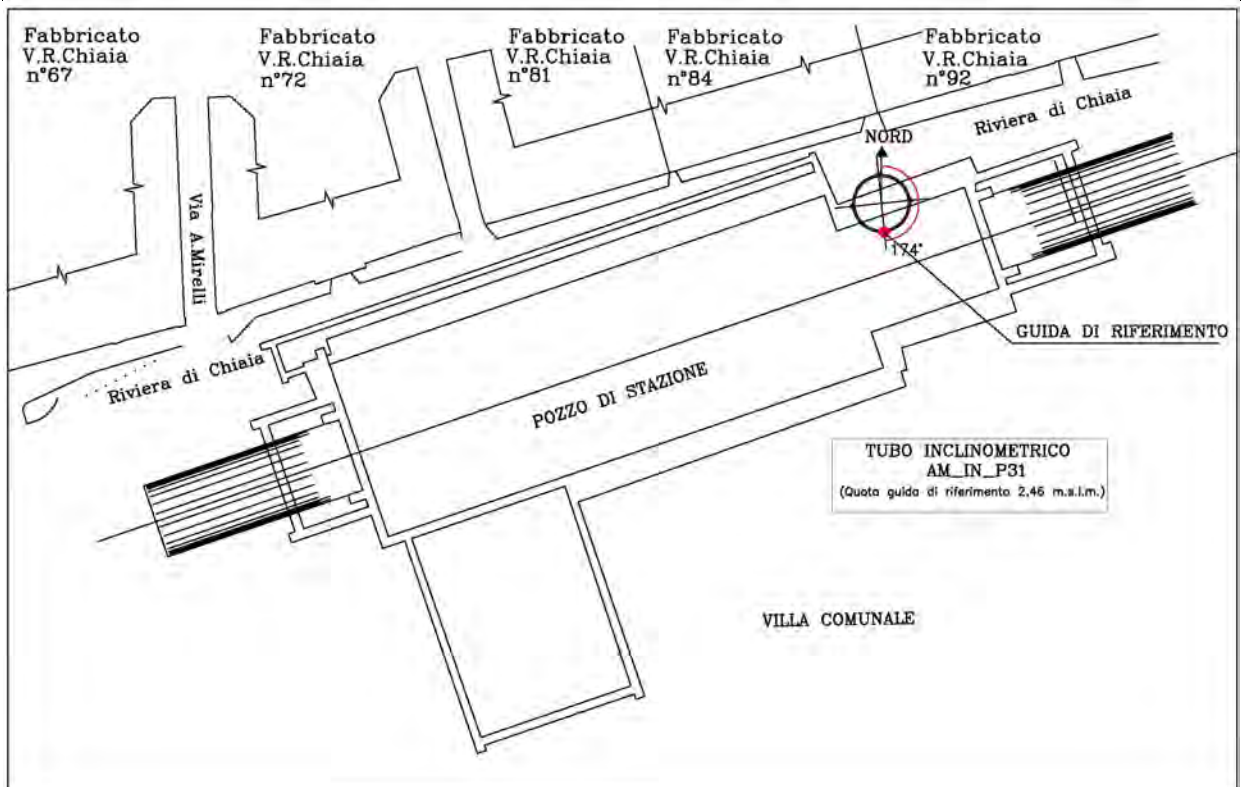 Fabbricato
V.R.Chiaia
n°67
Fabbricato
V.R.Chiaia
n°72
Fabbricato
V.R.Chiaia
n°81
Fabbricato
V.R.Chiaia
n°84
Fabbricato
V.R.Chiaia
n°92
Riviera di Chiaia
NORD
Via A.Mirelli
174°
GUIDA DI RIFERIMENTO
Riviera di Chiaia
POZZO DI STAZIONE
TUBO INCLINOMETRICO
AM_IN_P31
(Quota guida di riferimento 2,46 m.s.l.m.)
VILLA COMUNALE